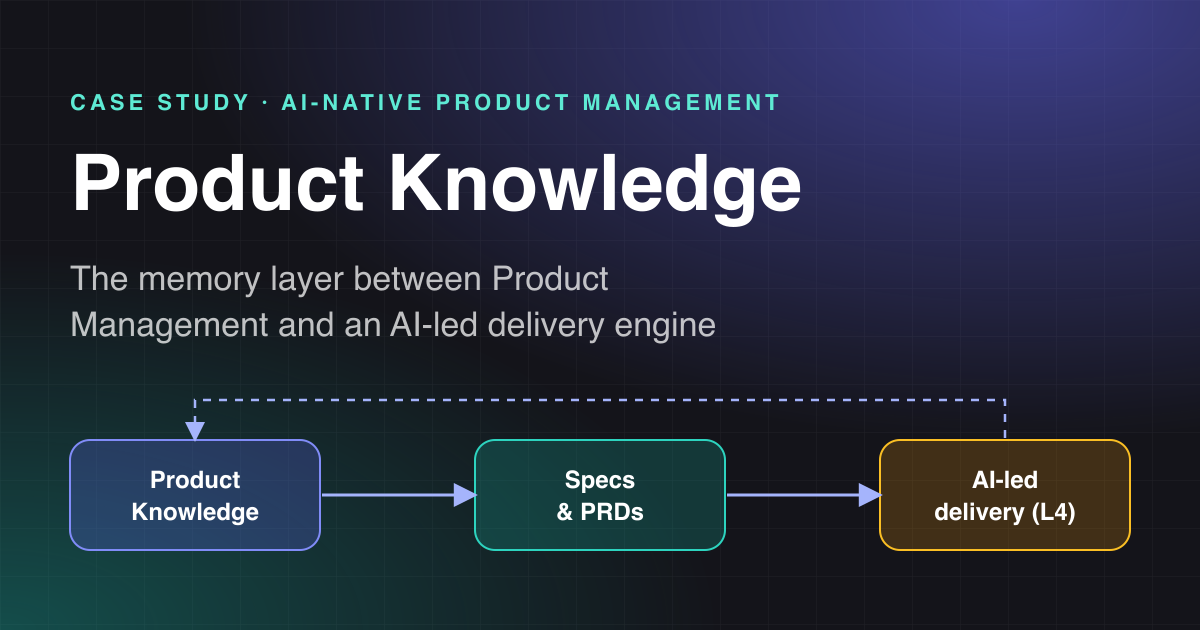 CASE STUDY · AI-NATIVE PRODUCT MANAGEMENT
Product Knowledge
The memory layer between Product
Management and an AI-led delivery engine
Product
Knowledge
Specs
& PRDs
AI-led
delivery (L4)